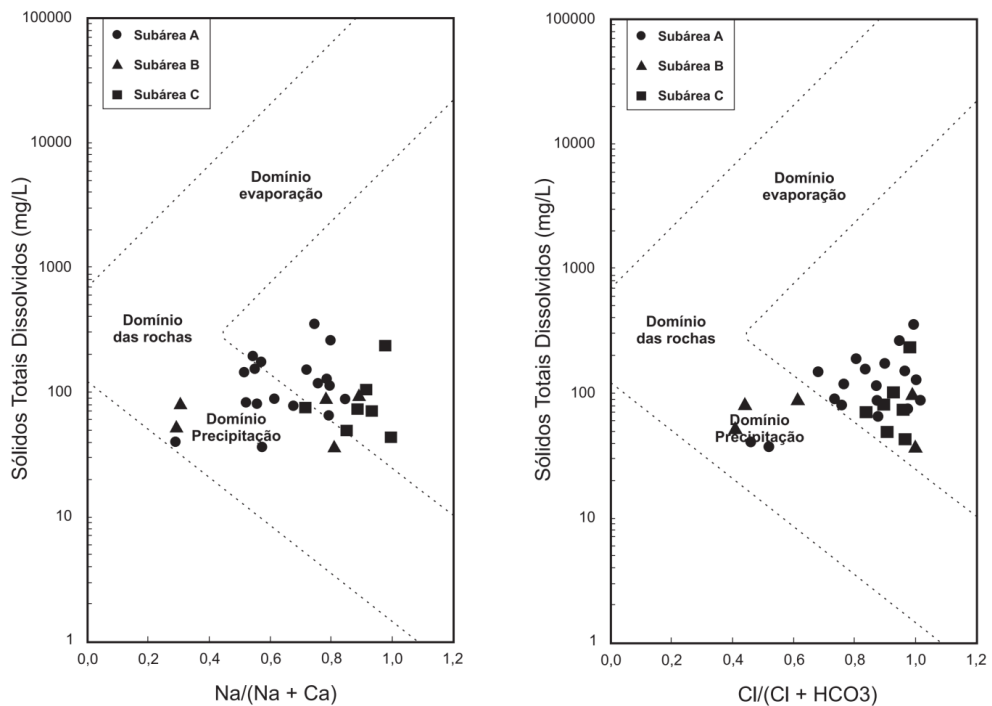 100000
10000
1000
100
10
1
Sólidos Totais Dissolvidos (mg/L)
Subárea A
Subárea B
Subárea C
Domínio
evaporação
Domínio
das rochas
Domínio
Precipitação
0,0
0,2
0,4
0,6
0,8
1,0
1,2
Na/(Na + Ca)
100000
10000
1000
100
10
1
Sólidos Totais Dissolvidos (mg/L)
Subárea A
Subárea B
Subárea C
Domínio
evaporação
Domínio
das rochas
Domínio
Precipitação
0,0
0,2
0,4
0,6
0,8
1,0
1,2
Cl/(Cl + HCO3)